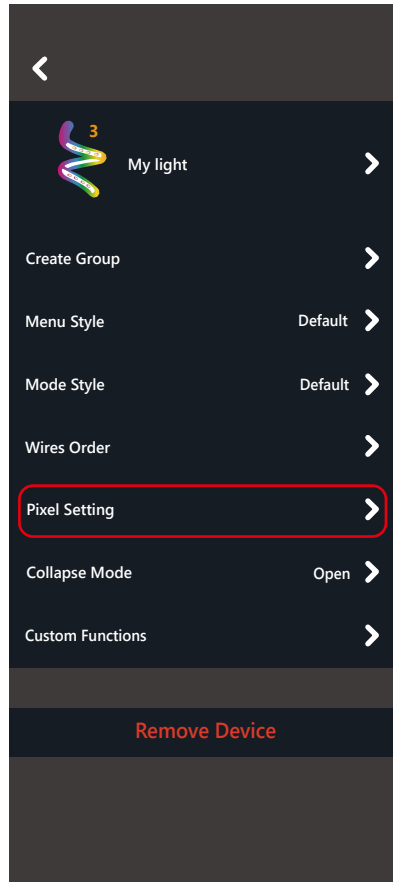 3
My light
Create Group
Menu Style Default
Mode Style Default
Wires Order
Pixel Setting
Collapse Mode Open
Custom Functions
Remove Device